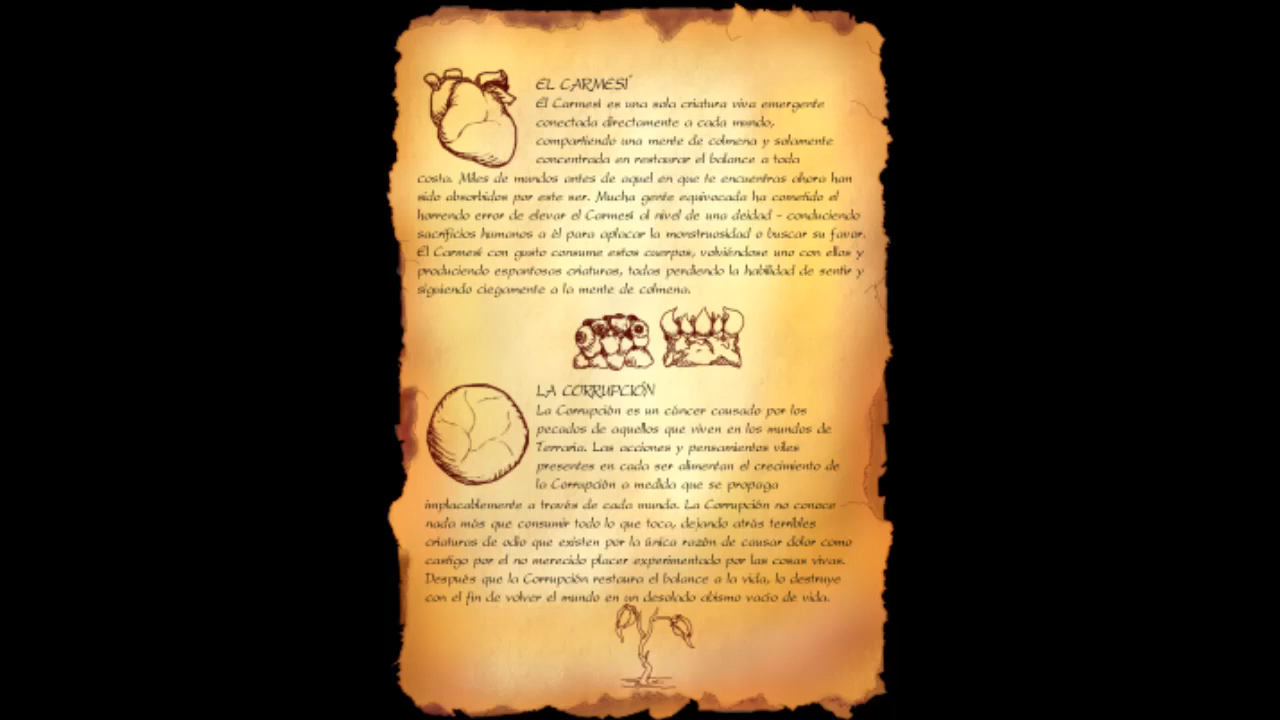 EL CARMESÍ
El Carmesí es una sola criatura viva emergente
conectada directamente a cada mundo,
compartiendo una mente de colmena y solamente
concentrada en restaurar el balance a toda
costa. Miles de mundos antes de aquel en que te encuentras ahora han
sido absorbidos por este ser. Mucha gente equivocada ha cometido el
horrendo error de elevar el Carmesí al nivel de una deidad - conduciendo
sacrificios humanos a él para aplacar la monstruosidad o buscar su favor.
El Carmesí con gusto consume estos cuerpos, volviéndose uno con ellos y
produciendo espantosas criaturas, todas perdiendo la habilidad de sentir y
siguiendo ciegamente a la mente de colmena.
LA CORRUPCIÓN
La Corrupción es un cáncer causado por los
pecados de aquellos que viven en los mundos de
Terraria. Las acciones y pensamientos viles
presentes en cada ser alimentan el crecimiento de
la Corrupción a medida que se propaga
implacablemente a través de cada mundo. La Corrupción no conoce
nada más que consumir todo lo que toca, dejando atrás terribles
criaturas de odio que existen por la única razón de causar dolor como
castigo por el no merecido placer experimentado por las cosas vivas.
Después que la Corrupción restaura el balance a la vida, lo destruye
con el fin de volver el mundo en un desolado abismo vacío de vida.